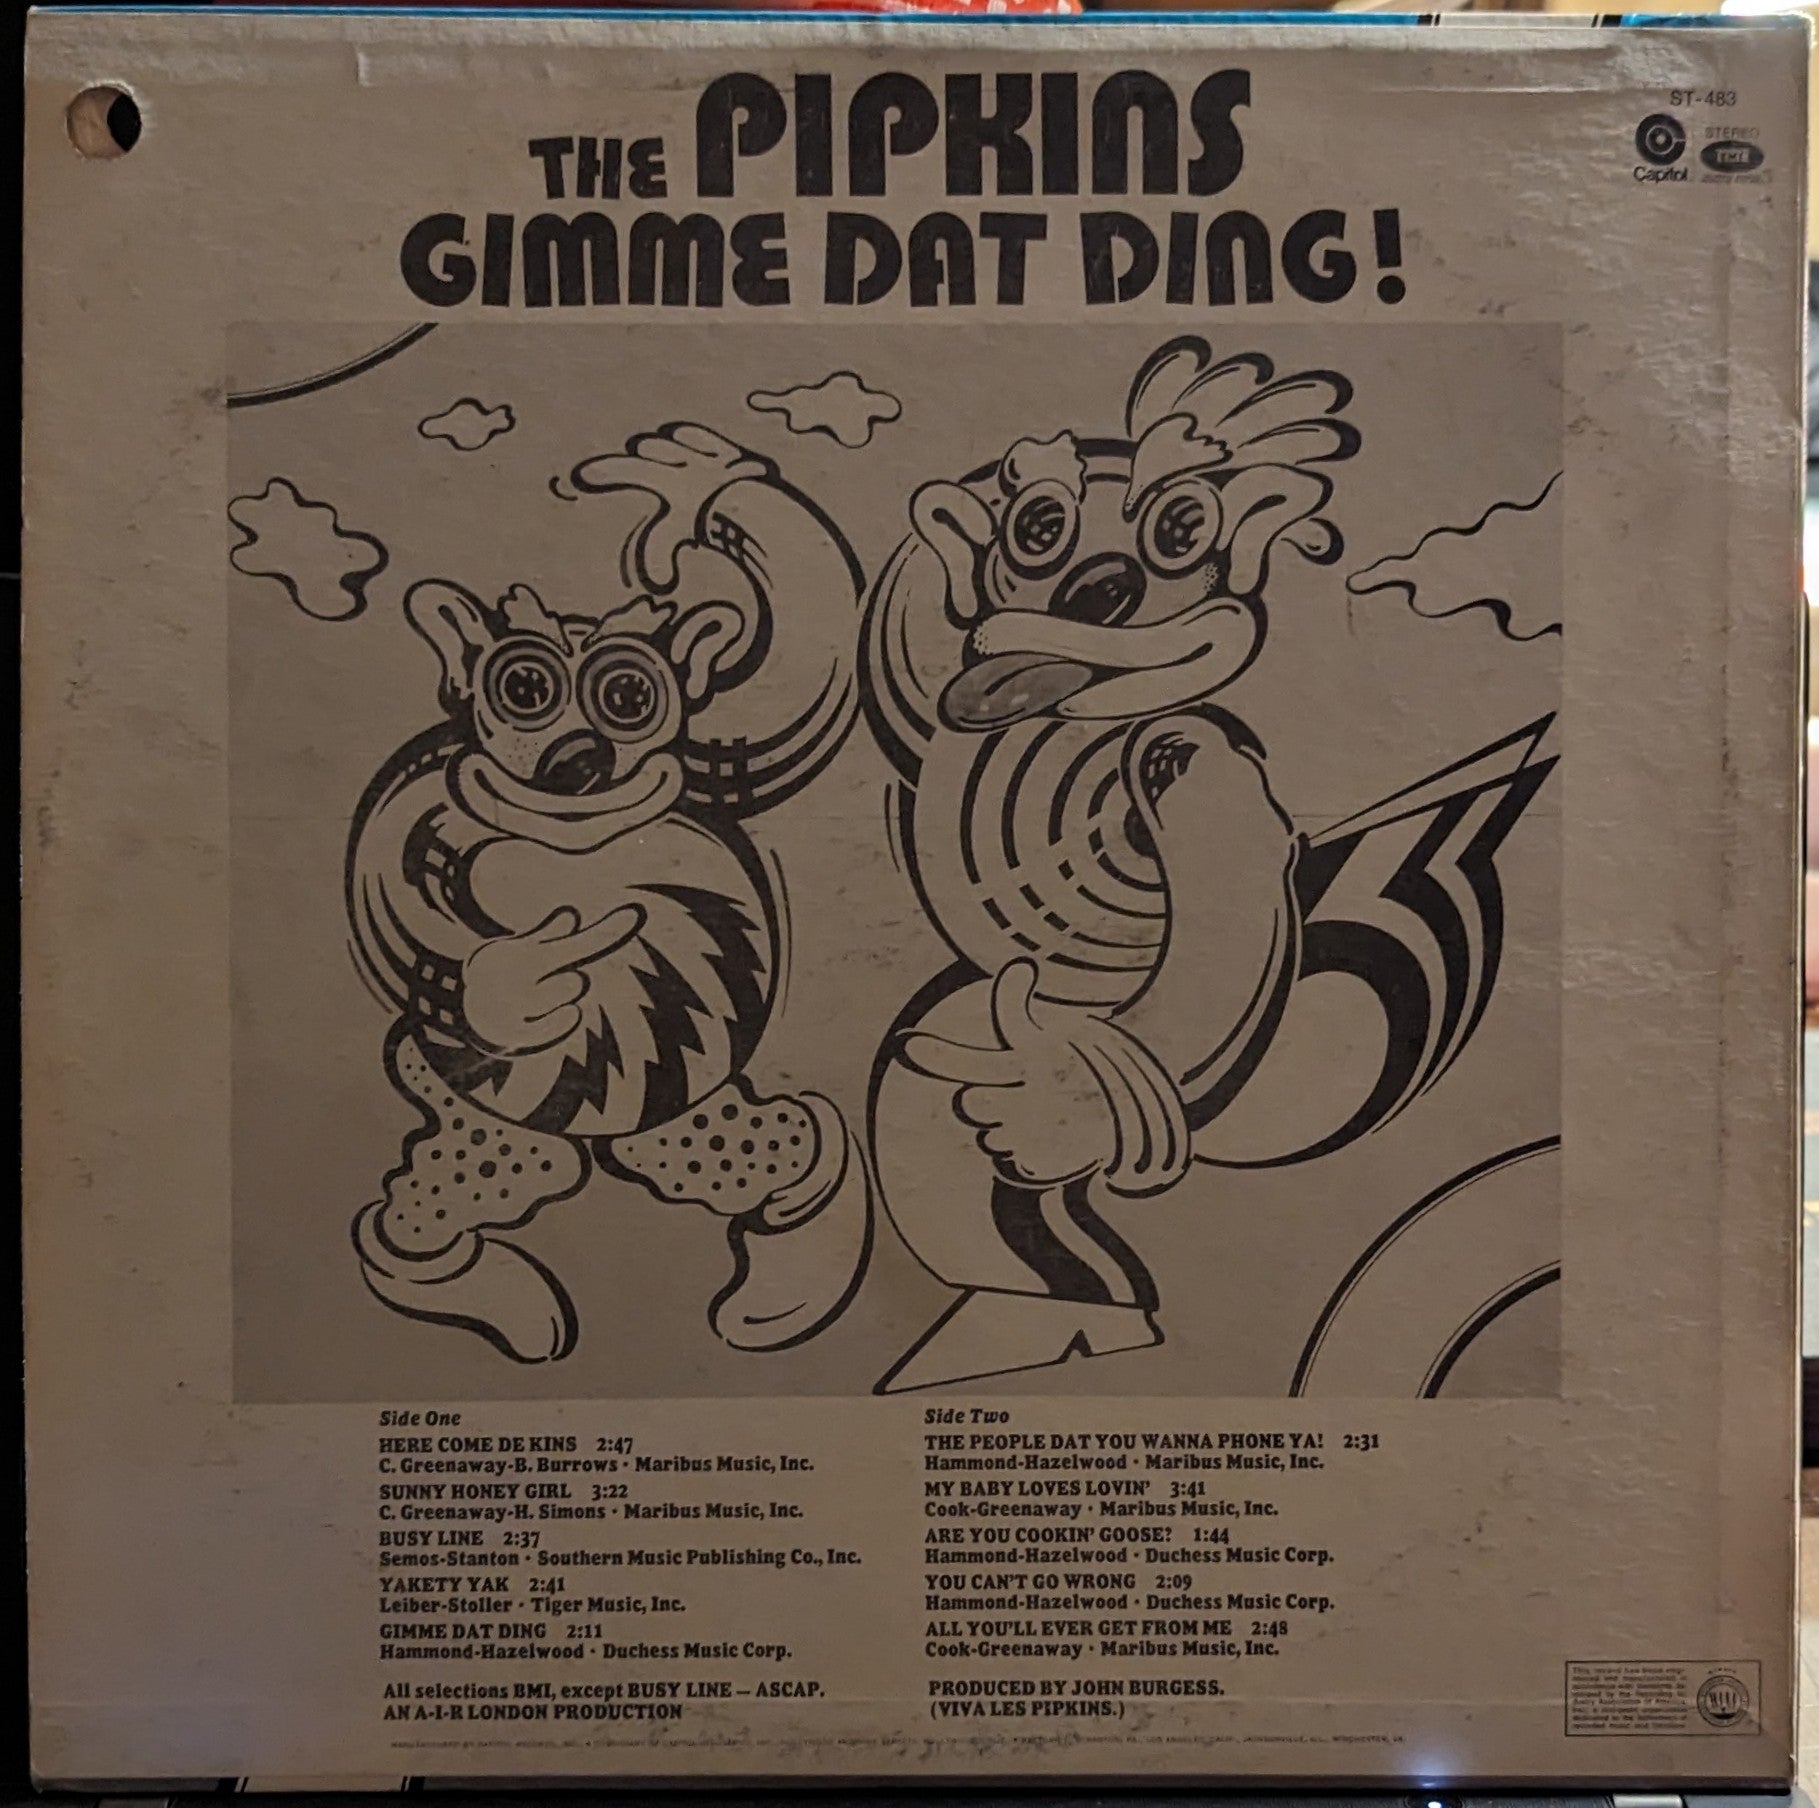 ST-483
THE PIPKINS
GIMME DAT DING!
Capitol
STEREO
EMI
Side One
HERE COME DE KINS 2:47
C. Greenaway-B. Burrows · Maribus Music, Inc.
SUNNY HONEY GIRL 3:22
C. Greenaway-H. Simons · Maribus Music, Inc.
BUSY LINE 2:37
Semos-Stanton · Southern Music Publishing Co., Inc.
YAKETY YAK 2:41
Leiber-Stoller · Tiger Music, Inc.
GIMME DAT DING 2:11
Hammond-Hazelwood · Duchess Music Corp.
All selections BMI, except BUSY LINE — ASCAP.
AN A-I-R LONDON PRODUCTION
Side Two
THE PEOPLE DAT YOU WANNA PHONE YA! 2:31
Hammond-Hazelwood · Maribus Music, Inc.
MY BABY LOVES LOVIN' 3:41
Cook-Greenaway · Maribus Music, Inc.
ARE YOU COOKIN' GOOSE? 1:44
Hammond-Hazelwood · Duchess Music Corp.
YOU CAN'T GO WRONG 2:09
Hammond-Hazelwood · Duchess Music Corp.
ALL YOU'LL EVER GET FROM ME 2:48
Cook-Greenaway · Maribus Music, Inc.
PRODUCED BY JOHN BURGESS.
(VIVA LES PIPKINS.)